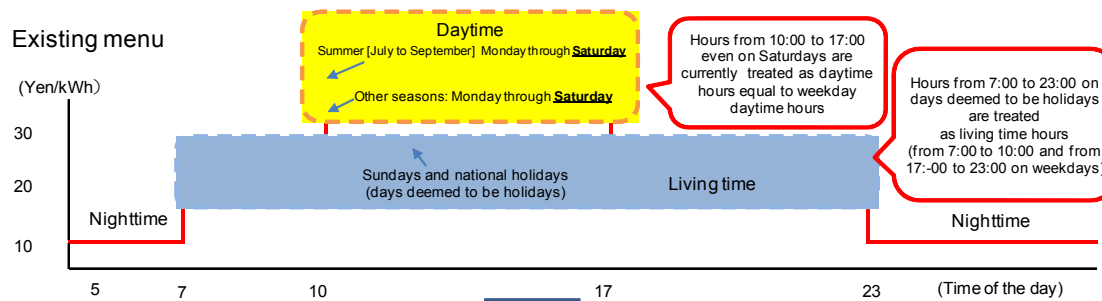 Existing menu
(Yen/kWh)
30
20
10
Daytime
Summer [July to September] Monday through Saturday
Other seasons: Monday through Saturday
Hours from 10:00 to 17:00
even on Saturdays are
currently treated as daytime
hours equal to weekday
daytime hours
Hours from 7:00 to 23:00 on
days deemed to be holidays
are treated
as living time hours
(from 7:00 to 10:00 and from
17:-00 to 23:00 on weekdays)
Sundays and national holidays
(days deemed to be holidays)
Living time
Nighttime
Nighttime
5
7
10
17
23
(Time of the day)